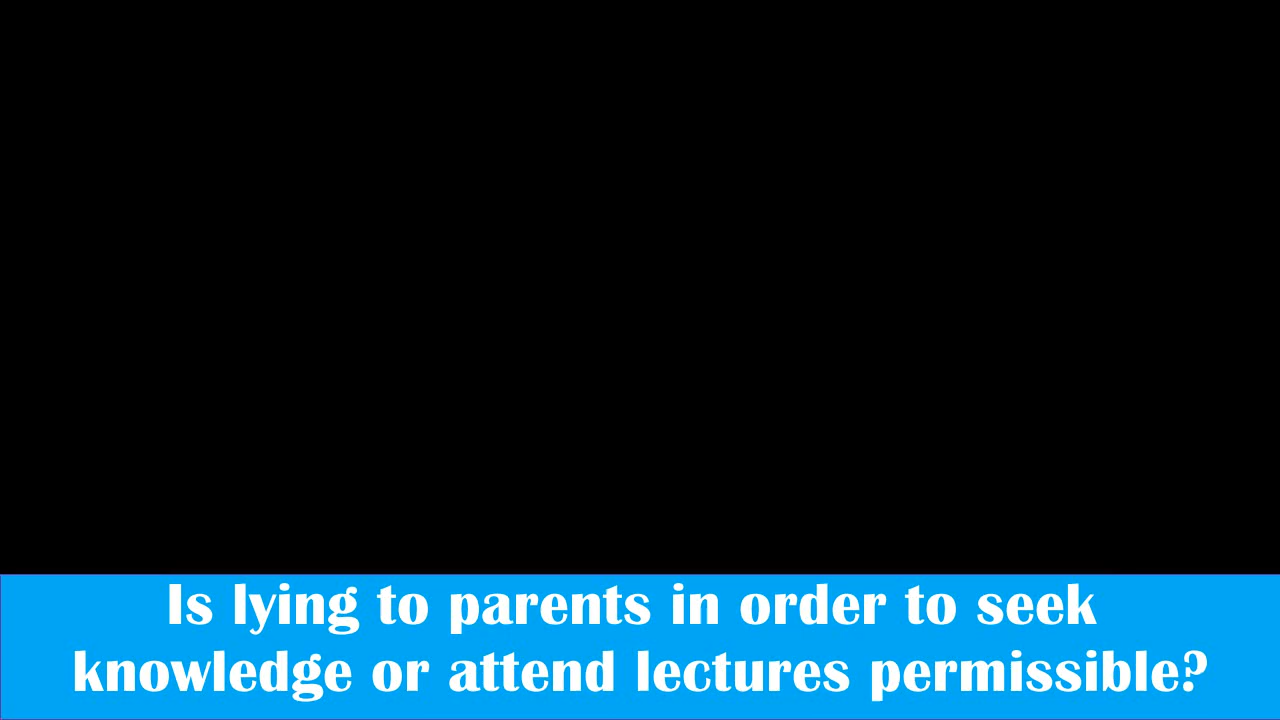 Is lying to parents in order to seek
knowledge or attend lectures permissible?